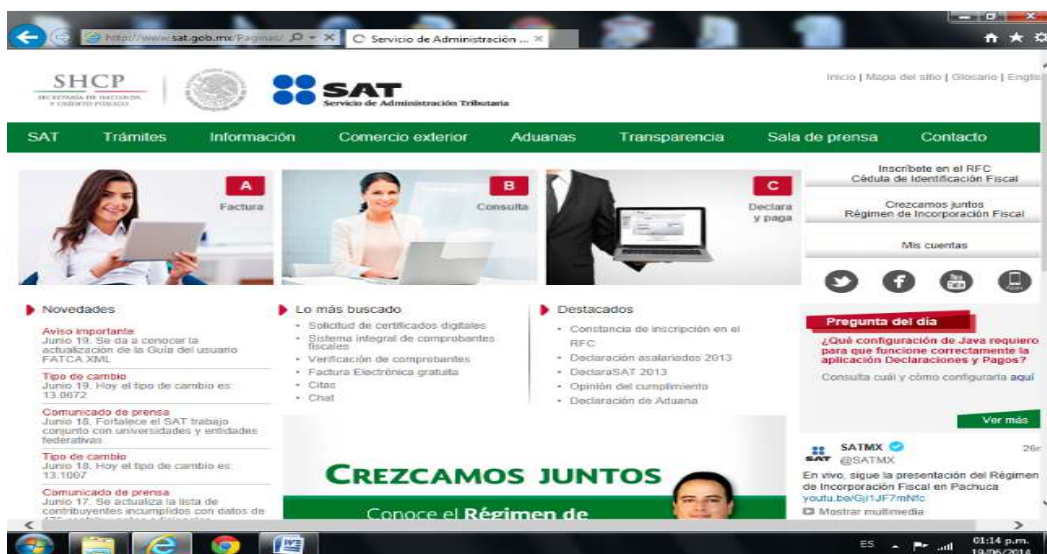 http://www.sat.gob.mx/Paginas/
Servicio de Administración ...
SHCP
SECRETARÍA DE HACIENDA
Y CRÉDITO PÚBLICO
SAT
Servicio de Administración Tributaria
Inicio | Mapa del sitio | Glosario | Englis
SAT Trámites Información Comercio exterior Aduanas Transparencia Sala de prensa Contacto
A
Factura
B
Consulta
C
Declara
y paga
Inscríbete en el RFC
Cédula de Identificación Fiscal
Crezcamos juntos
Régimen de Incorporación Fiscal
Mis cuentas
You
Tube
Novedades
Aviso importante
Junio 19. Se da a conocer la
actualización de la Guía del usuario
FATCA XML
Tipo de cambio
Junio 19. Hoy el tipo de cambio es:
13.0672
Comunicado de prensa
Junio 18. Fortalece el SAT trabajo
conjunto con universidades y entidades
federativas
Tipo de cambio
Junio 18. Hoy el tipo de cambio es:
13.1007
Comunicado de prensa
Junio 17. Se actualiza la lista de
contribuyentes incumplidos con datos de
Lo más buscado
Solicitud de certificados digitales
Sistema integral de comprobantes
fiscales
Verificación de comprobantes
Factura Electrónica gratuita
Citas
Chat
Destacados
Constancia de inscripción en el
RFC
Declaración asalariados 2013
DeclaraSAT 2013
Opinión del cumplimiento
Declaración de Aduana
CREZCAMOS JUNTOS
Conoce el Régimen de
Pregunta del día
¿Qué configuración de Java requiero
para que funcione correctamente la
aplicación Declaraciones y Pagos?
Consulta cuál y cómo configurarla aquí
Ver más
SAT
SATMX
@SATMX
26m
En vivo, sigue la presentación del Régimen
de Incorporación Fiscal en Pachuca
youtu.be/Gjl1JF7mNfc
Mostrar multimedia
ES
01:14 p.m.
19/06/2014